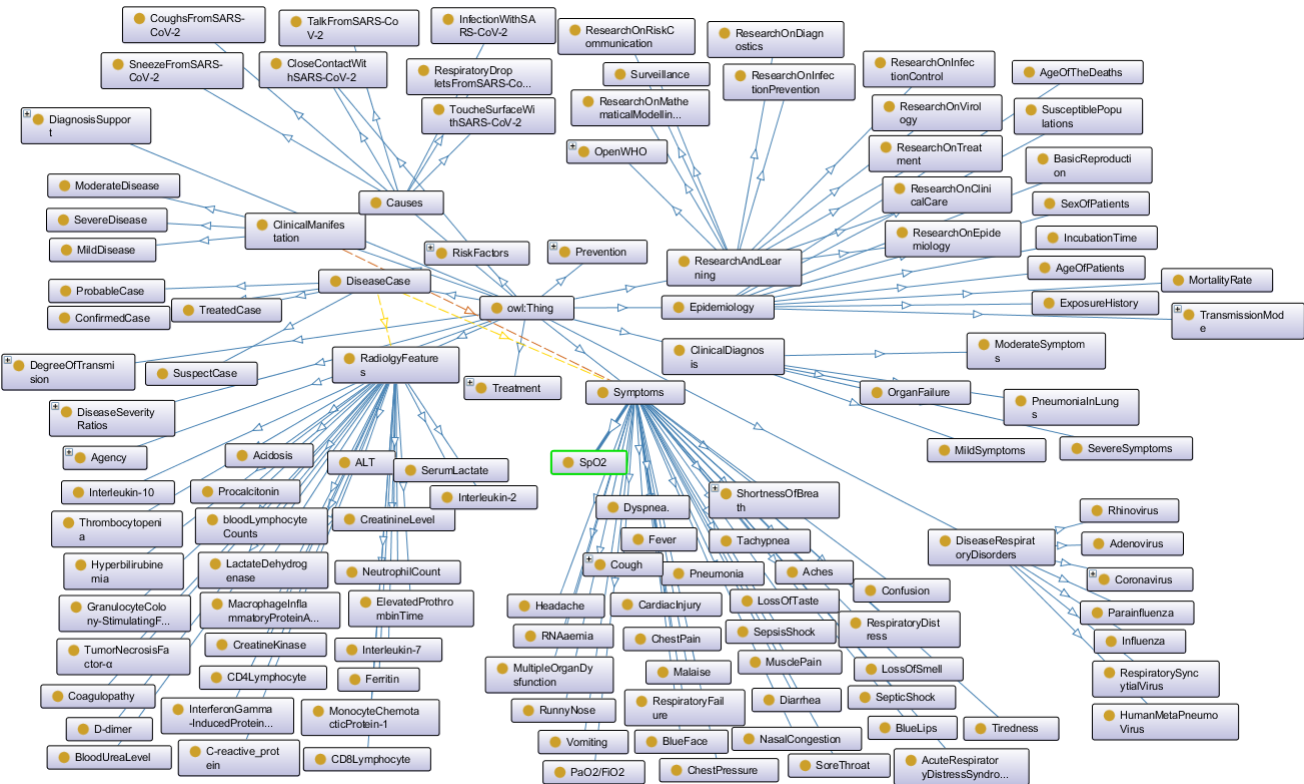 CoughsFromSARS-
CoV-2
TalkFromSARS-Co
V-2
InfectionWithSA
RS-CoV-2
ResearchOnRiskC
ommunication
ResearchOnDiagn
ostics
SneezeFromSARS-
CoV-2
CloseContactWit
hSARS-CoV-2
RespiratoryDrop
letsFromSARS-Co...
Surveillance
ResearchOnInfec
tionPrevention
ResearchOnInfec
tionControl
AgeOfTheDeaths
DiagnosisSuppor
t
ToucheSurfaceWi
thSARS-CoV-2
ResearchOnMathe
maticalModellin...
ResearchOnVirol
ogy
SusceptiblePopu
lations
OpenWHO
ResearchOnTreat
ment
BasicReproducti
on
ModerateDisease
Causes
ResearchOnClini
calCare
SexOfPatients
SevereDisease
ClinicalManifes
tation
ResearchOnEpide
miology
IncubationTime
MildDisease
RiskFactors
Prevention
ResearchAndLear
ning
AgeOfPatients
ProbableCase
DiseaseCase
MortalityRate
ConfirmedCase
TreatedCase
owl:Thing
Epidemiology
ExposureHistory
TransmissionMod
e
DegreeOfTransmi
ssion
SuspectCase
RadiolgyFeature
s
ClinicalDiagnos
is
ModerateSymptom
s
Treatment
Symptoms
OrganFailure
PneumoniaInLung
s
DiseaseSeverity
Ratios
Agency
MildSymptoms
SevereSymptoms
Acidosis
ALT
SerumLactate
SpO2
Interleukin-10
Procalcitonin
Interleukin-2
ShortnessOfBrea
th
Thrombocytopeni
a
bloodLymphocyte
Counts
CreatinineLevel
Dyspnea.
Rhinovirus
Fever
Tachypnea
DiseaseRespirat
oryDisorders
Adenovirus
Hyperbilirubine
mia
LactateDehydrog
enase
NeutrophilCount
Cough
Pneumonia
Aches
Coronavirus
Confusion
GranulocyteColo
ny-StimulatingF...
MacrophageInfla
mmatoryProteinA...
ElevatedProthro
mbinTime
Headache
CardiacInjury
LossOfTaste
Parainfluenza
RNAaemia
ChestPain
SepsisShock
RespiratoryDist
ress
Influenza
TumorNecrosisFa
ctor-α
CreatineKinase
Interleukin-7
MultipleOrganDy
sfunction
Malaise
MusclePain
LossOfSmell
RespiratorySync
ytialVirus
CD4Lymphocyte
Ferritin
Coagulopathy
InterferonGamma
-InducedProtein...
MonocyteChemota
cticProtein-1
RunnyNose
RespiratoryFail
ure
Diarrhea
SepticShock
HumanMetaPneumo
Virus
D-dimer
BlueLips
Tiredness
Vomiting
BlueFace
NasalCongestion
BloodUreaLevel
C-reactive_prot
ein
CD8Lymphocyte
PaO2/FiO2
ChestPressure
SoreThroat
AcuteRespirator
yDistressSyndro...